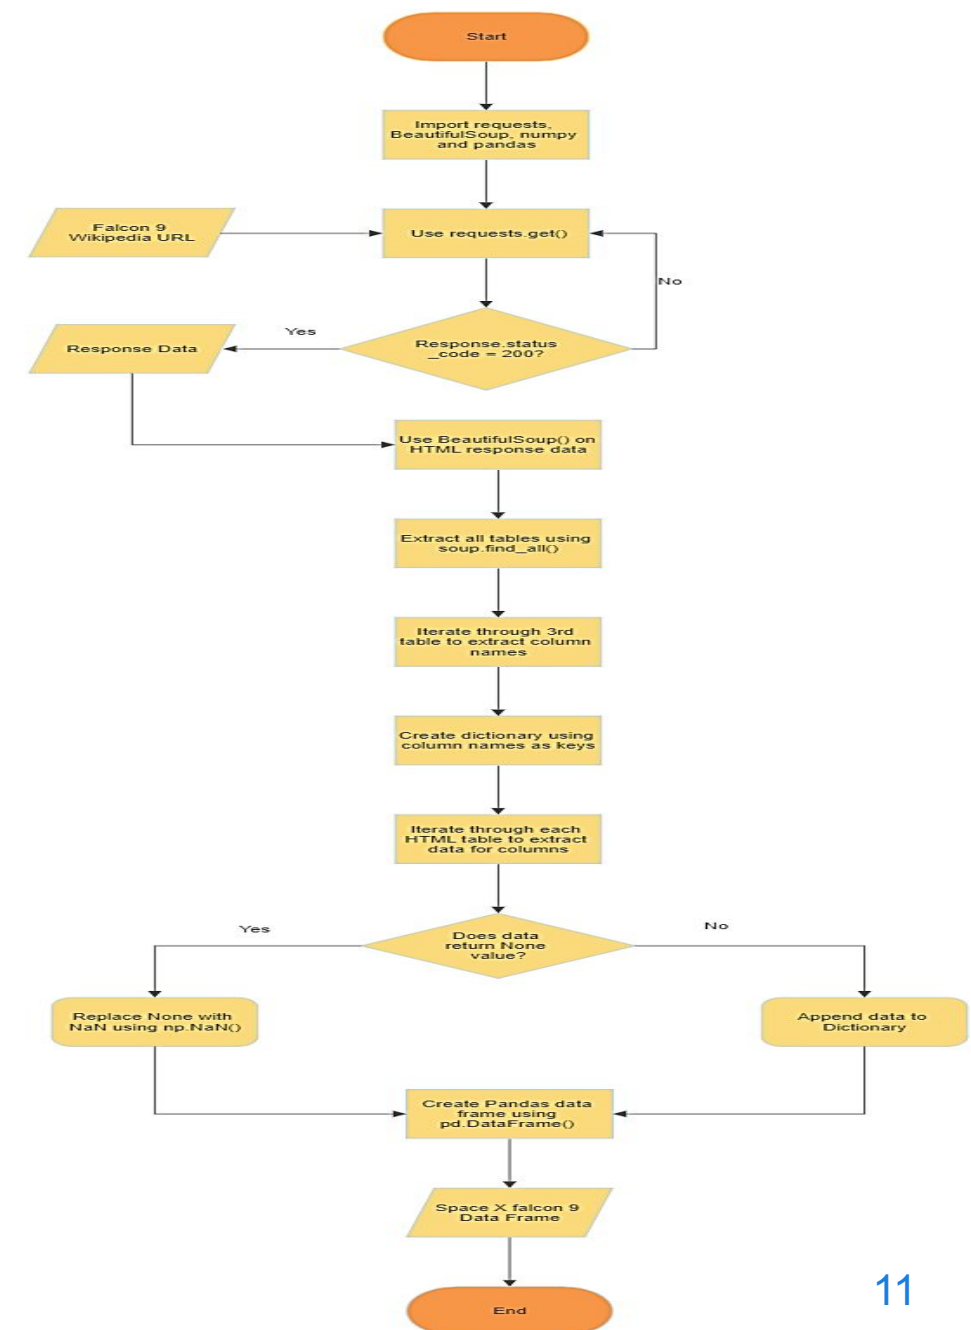 Start
Import requests,
BeautifulSoup, numpy
and pandas
Falcon 9
Wikipedia URL
Use requests.get()
No
Yes
Response Data
Response.status
_code = 200?
Use BeautifulSoup() on
HTML response data
Extract all tables using
soup.find_all()
Iterate through 3rd
table to extract column
names
Create dictionary using
column names as keys
Iterate through each
HTML table to extract
data for columns
Yes
Does data
return None
value?
No
Replace None with
NaN using np.NaN()
Append data to
Dictionary
Create Pandas data
frame using
pd.DataFrame()
Space X falcon 9
Data Frame
End
11